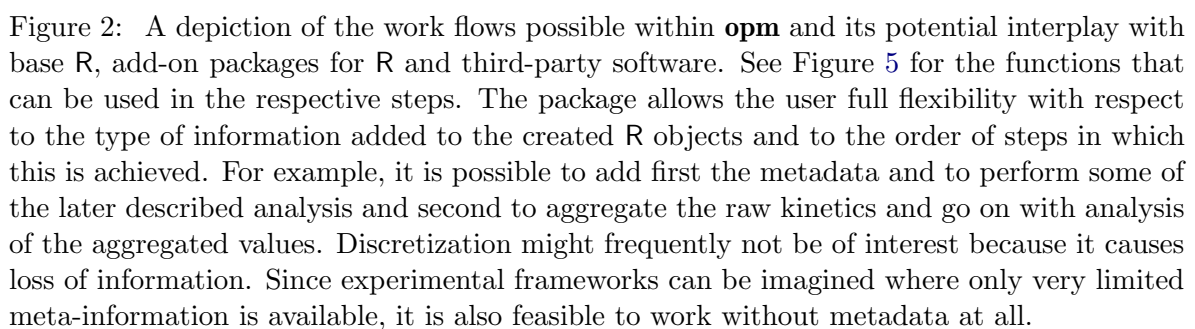 Figure 2: A depiction of the work flows possible within opm and its potential interplay with
base R, add-on packages for R and third-party software. See Figure 5 for the functions that
can be used in the respective steps. The package allows the user full flexibility with respect
to the type of information added to the created R objects and to the order of steps in which
this is achieved. For example, it is possible to add first the metadata and to perform some of
the later described analysis and second to aggregate the raw kinetics and go on with analysis
of the aggregated values. Discretization might frequently not be of interest because it causes
loss of information. Since experimental frameworks can be imagined where only very limited
meta-information is available, it is also feasible to work without metadata at all.